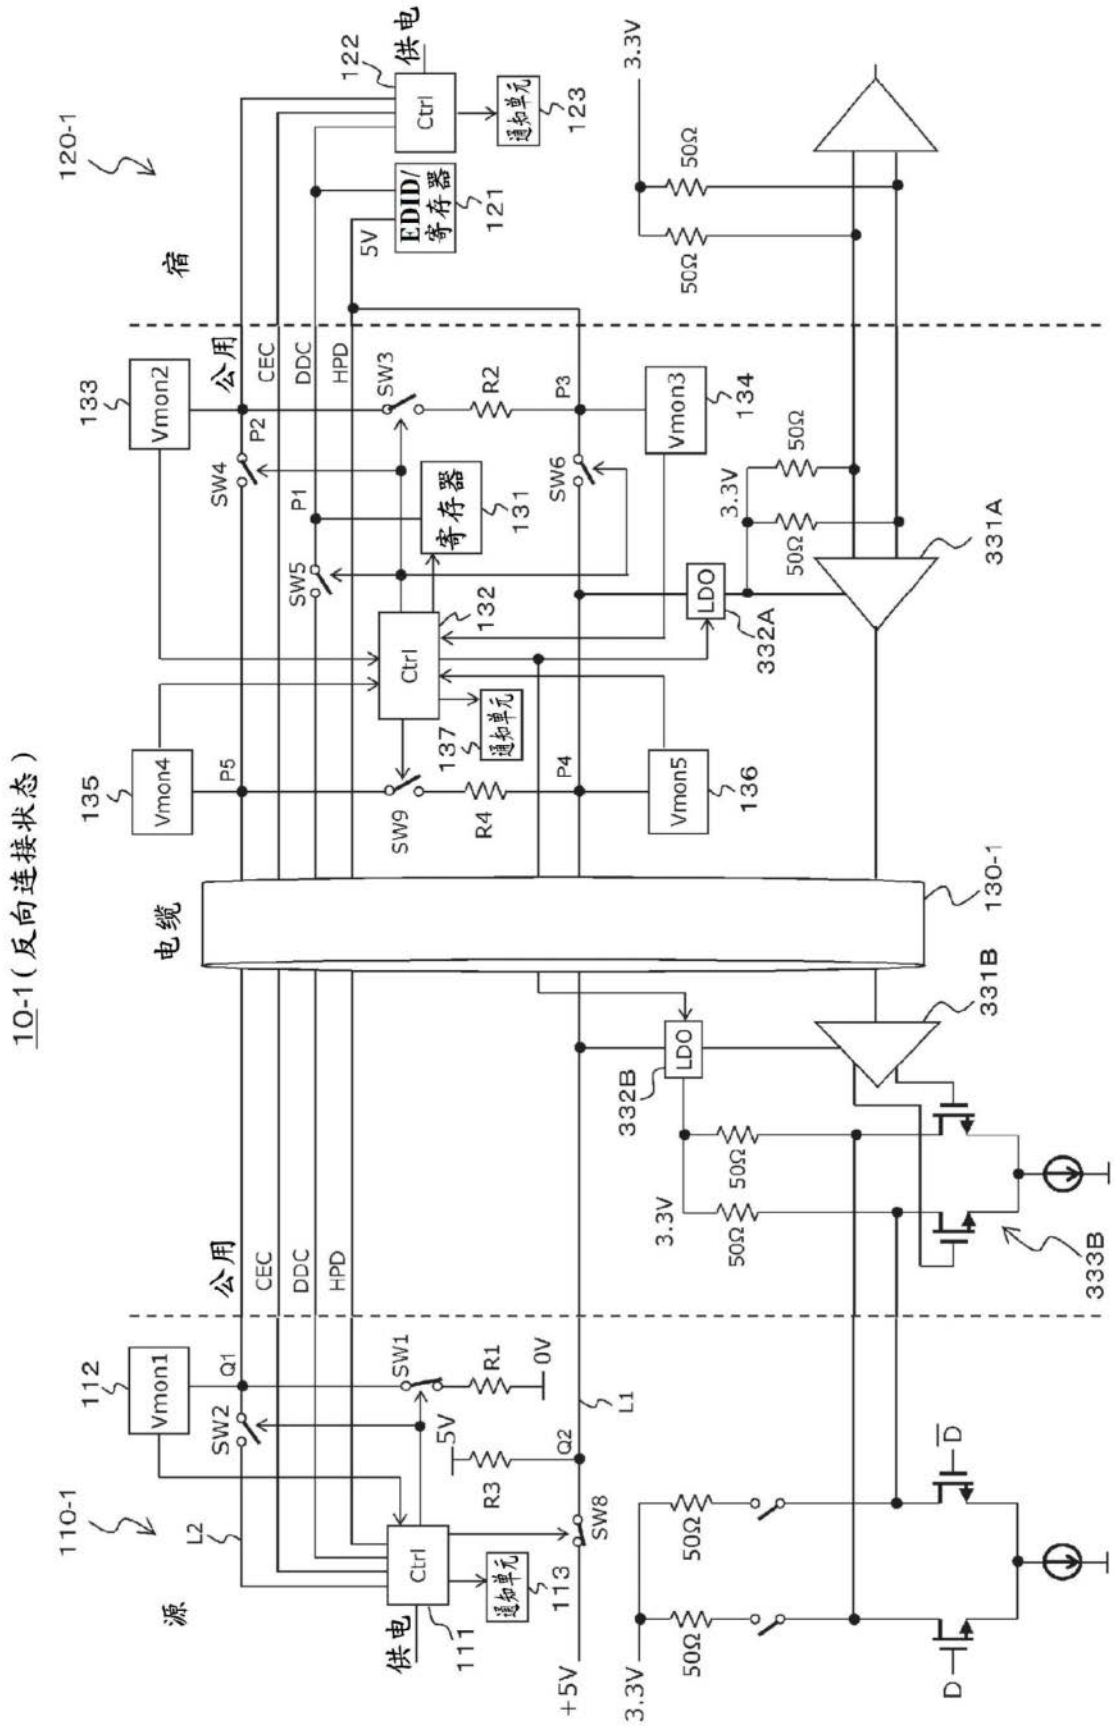 10-1(反向连接状态)
110-1
源
电缆
宿
120-1
112
Vmon1
135
Vmon4
133
Vmon2
L2
SW2
Q1
公用
P5
SW4
P2
公用
CEC
DDC
HPD
CEC
DDC
HPD
供电
111
Ctrl
通知单元
113
SW1
R1
0V
5V
R3
Q2
L1
SW8
+5V
SW9
R4
P4
Ctrl
132
137
通知单元
SW5
P1
寄存器
131
SW3
R2
P3
SW6
5V
EDID/
寄存器
121
Ctrl
122
供电
通知单元
123
Vmon5
136
Vmon3
134
332B
LDO
LDO
332A
3.3V
50Ω
50Ω
3.3V
50Ω
50Ω
3.3V
50Ω
50Ω
3.3V
50Ω
50Ω
331B
130-1
331A
333B
D
D̅